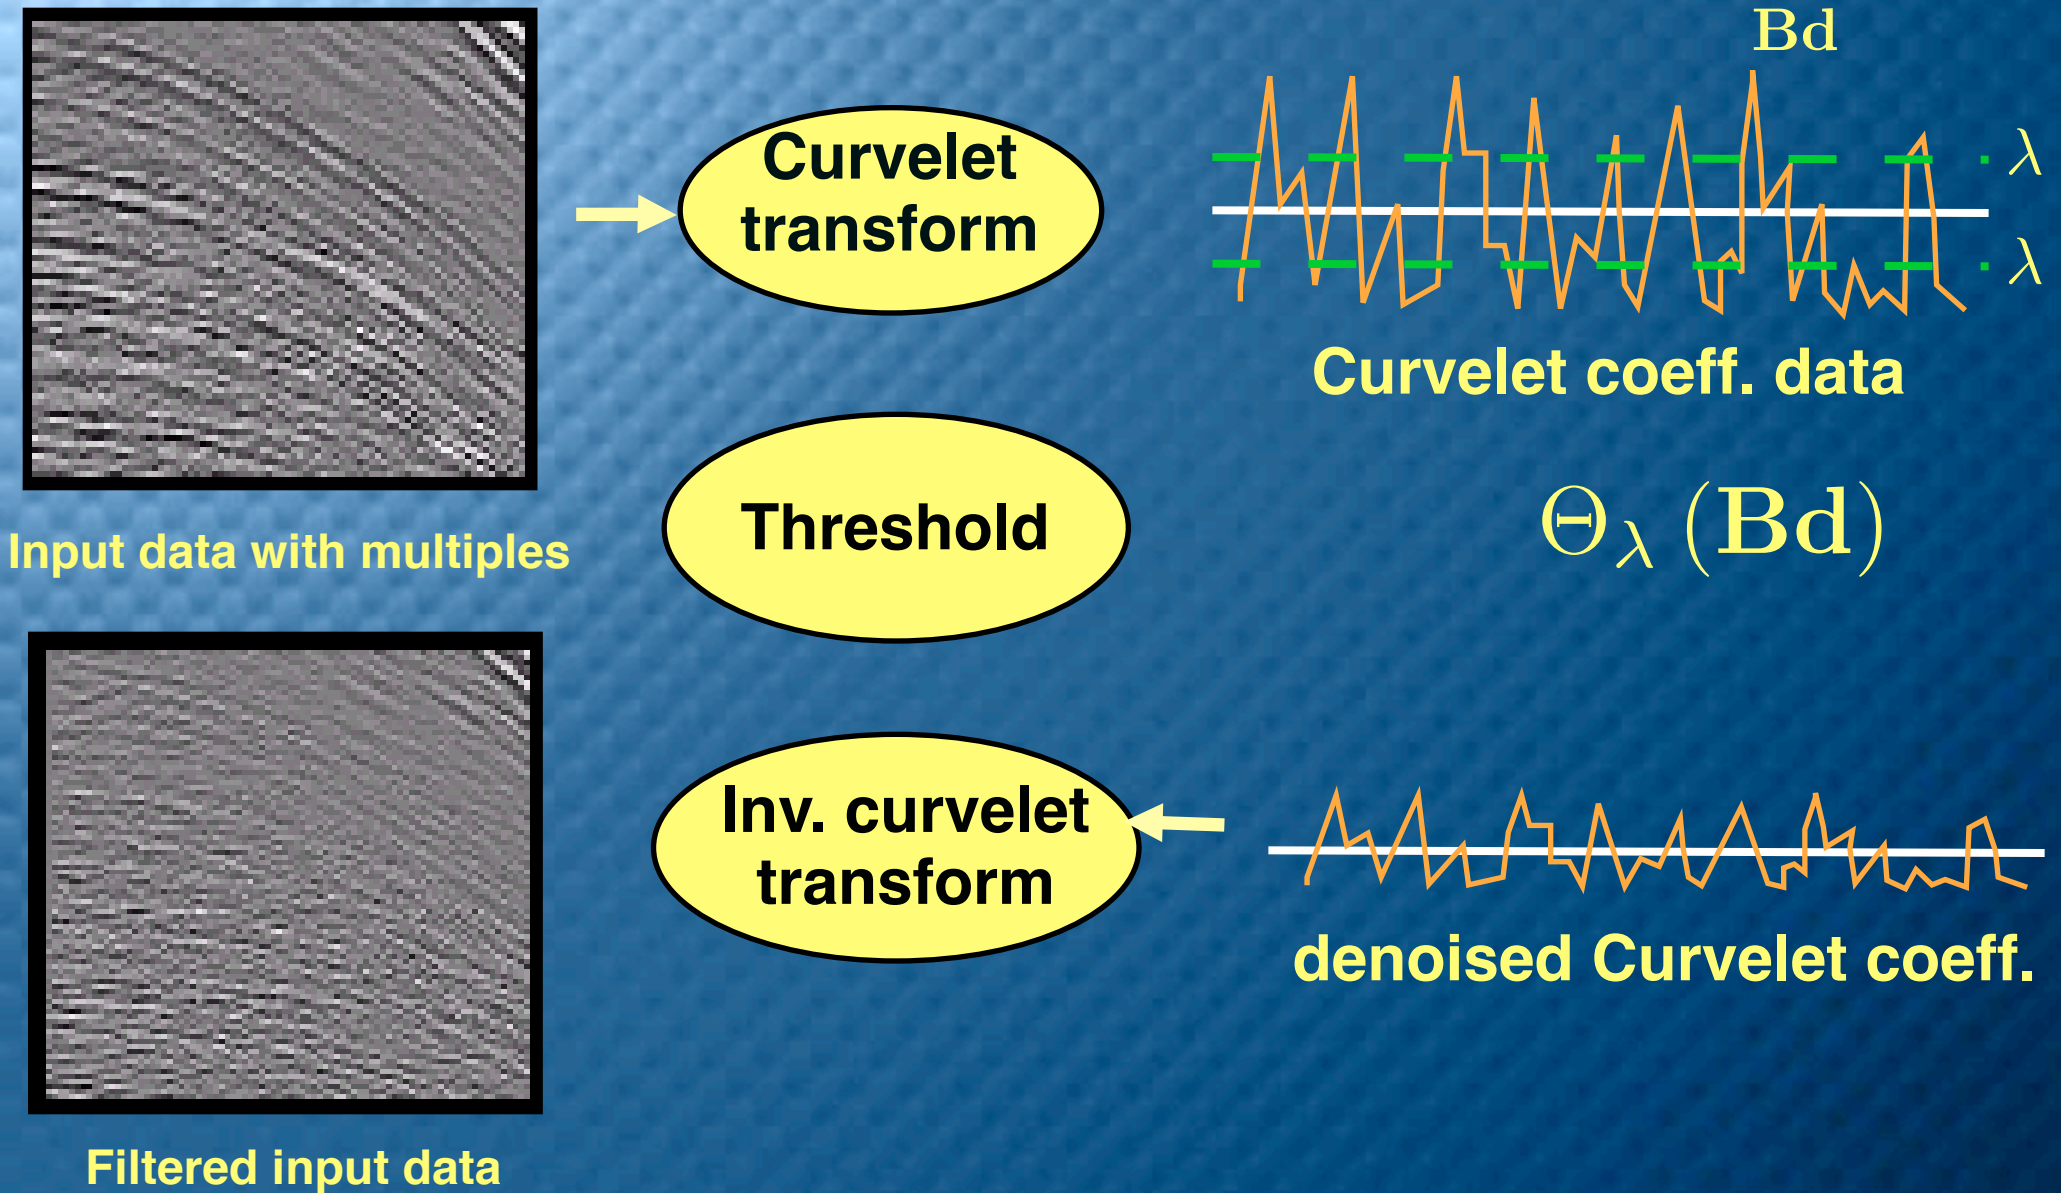 Bd
Curvelet
transform
λ
λ
Curvelet coeff. data
Input data with multiples
Threshold
Θλ (Bd)
Inv. curvelet
transform
denoised Curvelet coeff.
Filtered input data